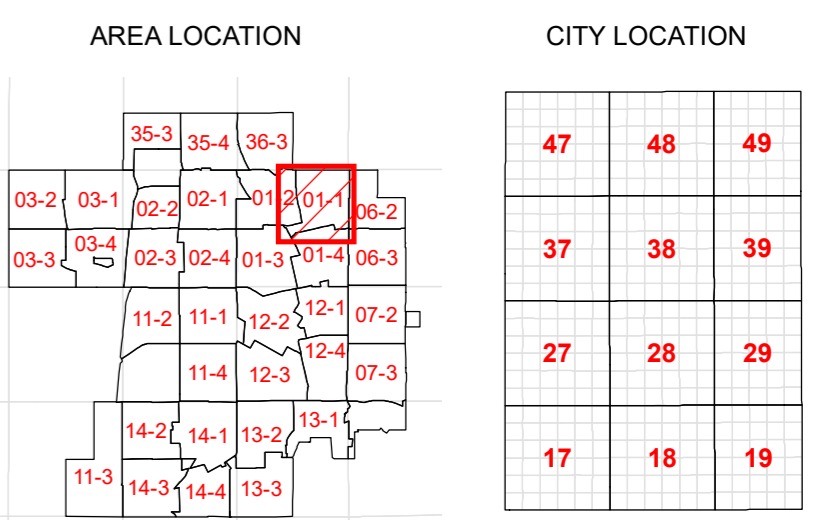 AREA LOCATION
CITY LOCATION
35-3 35-4 36-3
03-2 03-1 02-2 02-1 01-2 01-1 06-2
03-3 03-4 02-3 02-4 01-3 01-4 06-3
11-2 11-1 12-2 12-1 07-2
11-4 12-3 12-4 07-3
14-2 14-1 13-2 13-1
11-3 14-3 14-4 13-3
47 48 49
37 38 39
27 28 29
17 18 19